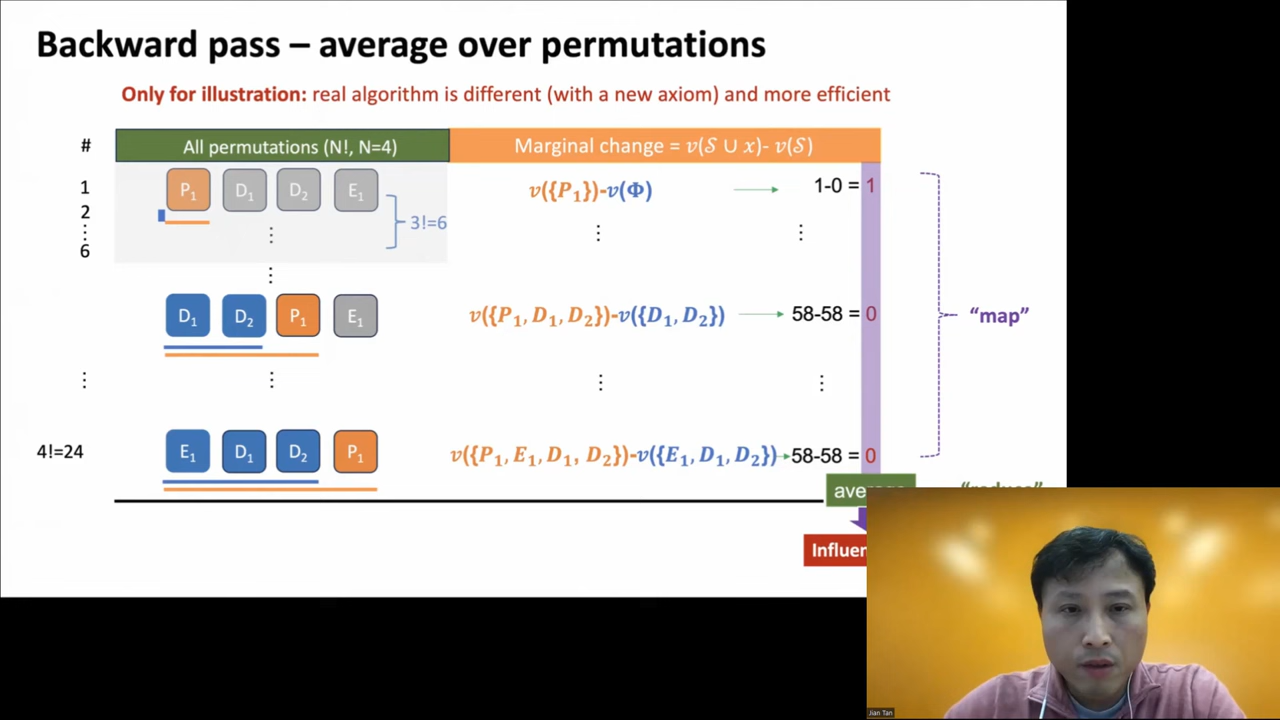 Backward pass – average over permutations
Only for illustration: real algorithm is different (with a new axiom) and more efficient
# All permutations (N!, N=4) Marginal change = v(𝒮 ∪ x)- v(𝒮)
1 P₁ D₁ D₂ E₁ v({P₁})-v(Φ) 1-0 = 1
2 3!=6
⋮ ⋮ ⋮ ⋮
6
⋮
D₁ D₂ P₁ E₁ v({P₁, D₁, D₂})-v({D₁, D₂}) 58-58 = 0 “map”
⋮ ⋮ ⋮ ⋮
4!=24 E₁ D₁ D₂ P₁ v({P₁, E₁, D₁, D₂})-v({E₁, D₁, D₂}) 58-58 = 0
Jian Tan